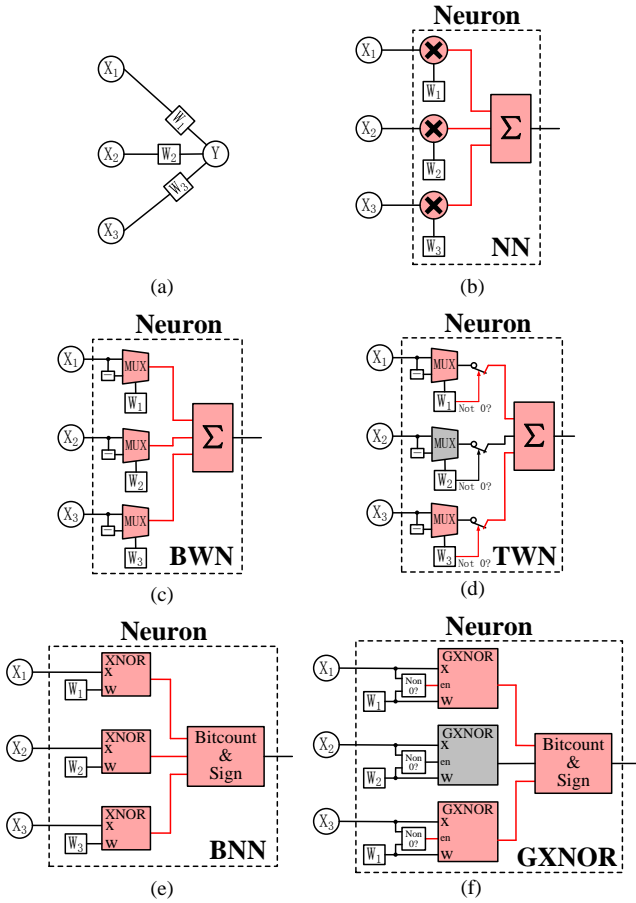 X1
W1
X2
W2
Y
W3
X3
(a)
Neuron
X1
W1
X2
W2
Σ
X3
W3
NN
(b)
Neuron
X1
MUX
W1
X2
MUX
W2
Σ
X3
MUX
W3
BWN
(c)
Neuron
X1
MUX
W1
Not 0?
X2
MUX
W2
Not 0?
Σ
X3
MUX
W3
Not 0?
TWN
(d)
Neuron
X1
XNOR
X
W1
W
X2
XNOR
X
W2
W
Bitcount
&
Sign
X3
XNOR
X
W3
W
BNN
(e)
Neuron
X1
GXNOR
X
Non
0?
en
W1
W
X2
GXNOR
X
Non
0?
en
W2
W
Bitcount
&
Sign
X3
GXNOR
X
Non
0?
en
W1
W
GXNOR
(f)